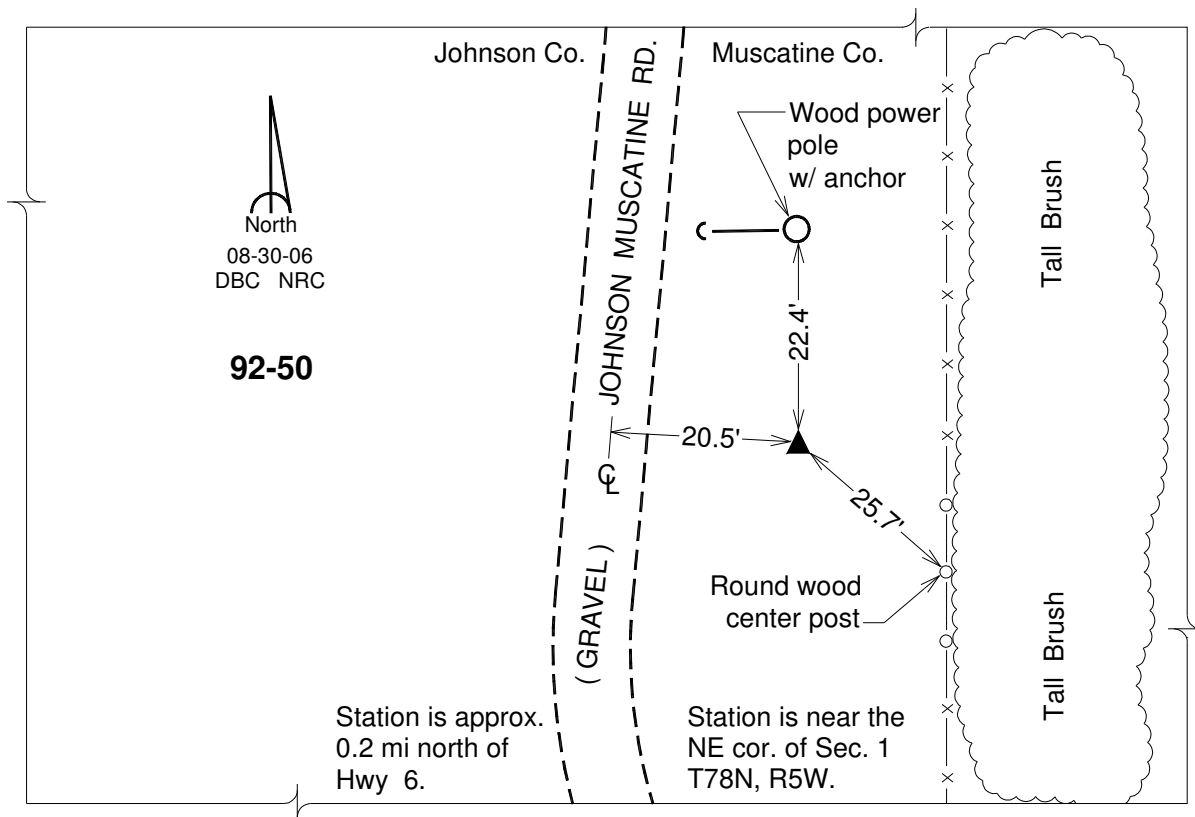 Johnson Co.
Muscatine Co.
JOHNSON MUSCATINE RD.
Wood power
pole
w/ anchor
North
08-30-06
DBC NRC
92-50
22.4'
20.5'
25.7'
℄
( GRAVEL )
Round wood
center post
Tall Brush
Tall Brush
Station is approx.
0.2 mi north of
Hwy 6.
Station is near the
NE cor. of Sec. 1
T78N, R5W.